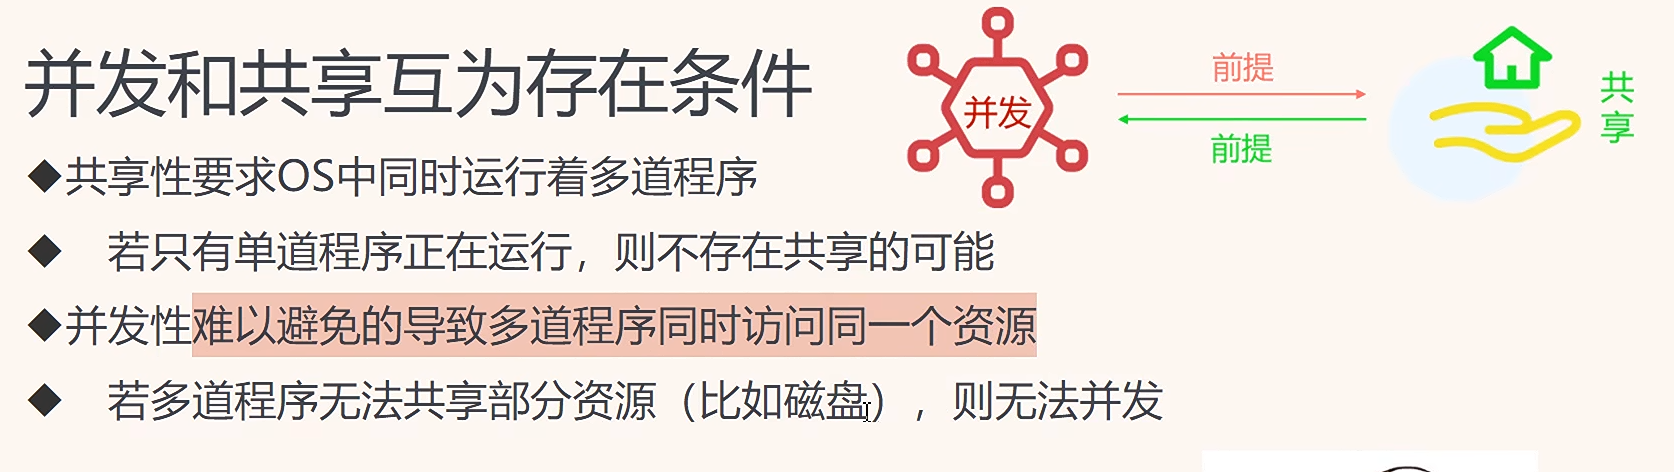 并发和共享互为存在条件
◆共享性要求OS中同时运行着多道程序
◆ 若只有单道程序正在运行，则不存在共享的可能
◆并发性难以避免的导致多道程序同时访问同一个资源
◆ 若多道程序无法共享部分资源（比如磁盘），则无法并发
并发
前提
前提
共享